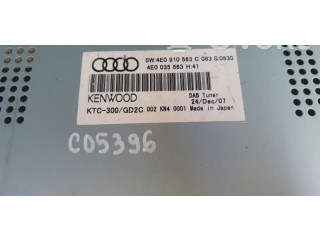 SW:4E0 910 563 C 083 S:0830
4E0 035 563 H:41
KENWOOD
DAB Tuner
24/Dec/07
KTC-300/GD2C 002 KN4 0001 Made in Japan
C05396